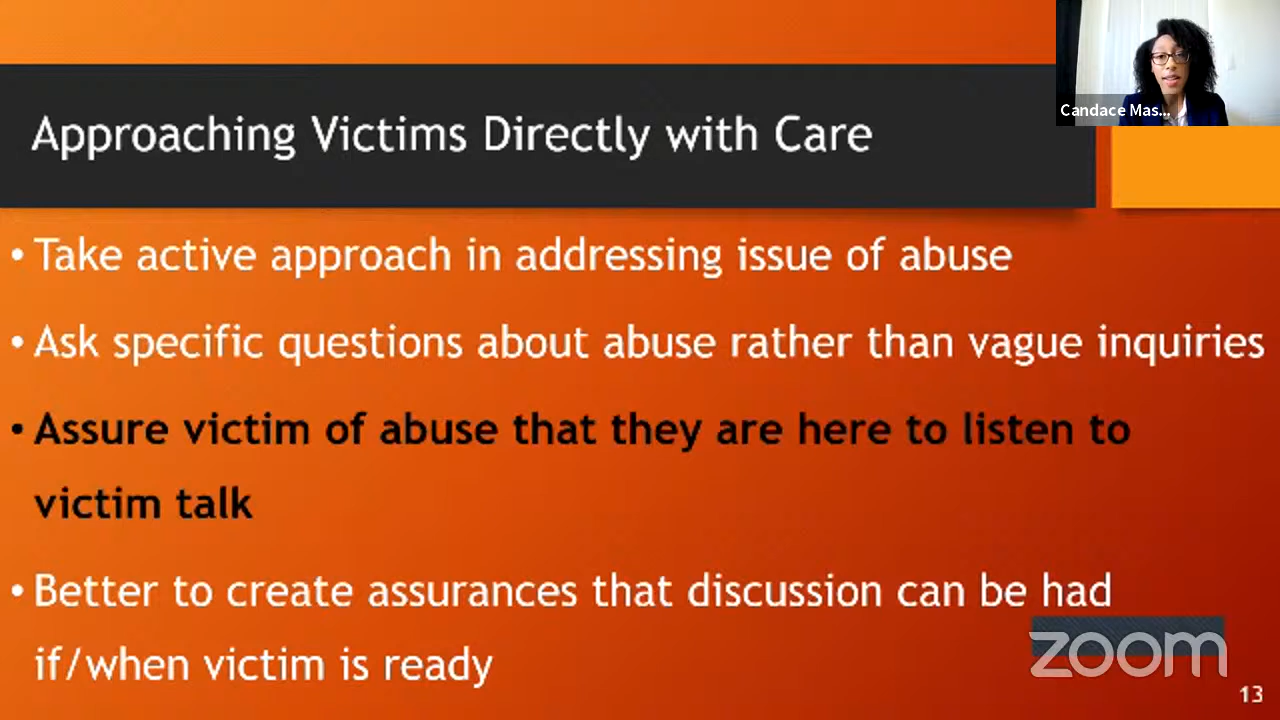 Candace Mas...
Approaching Victims Directly with Care
• Take active approach in addressing issue of abuse
• Ask specific questions about abuse rather than vague inquiries
• Assure victim of abuse that they are here to listen to
victim talk
• Better to create assurances that discussion can be had
if/when victim is ready
zoom
13